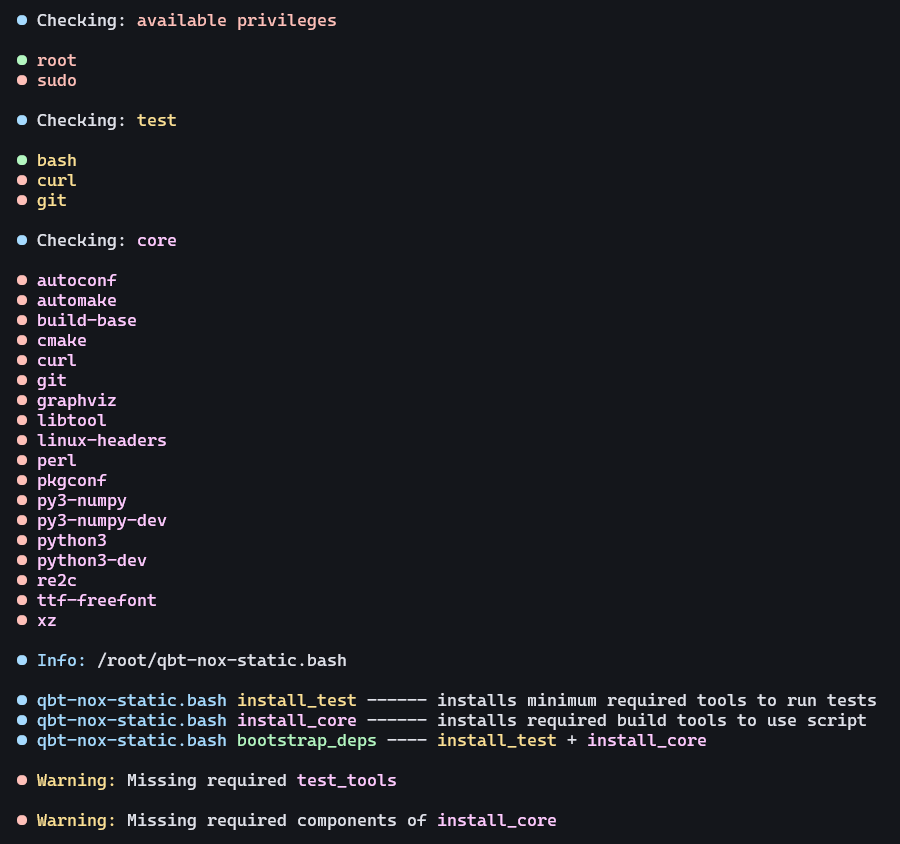 Checking: available privileges
root
sudo
Checking: test
bash
curl
git
Checking: core
autoconf
automake
build-base
cmake
curl
git
graphviz
libtool
linux-headers
perl
pkgconf
py3-numpy
py3-numpy-dev
python3
python3-dev
re2c
ttf-freefont
xz
Info: /root/qbt-nox-static.bash
qbt-nox-static.bash install_test ------ installs minimum required tools to run tests
qbt-nox-static.bash install_core ------ installs required build tools to use script
qbt-nox-static.bash bootstrap_deps ---- install_test + install_core
Warning: Missing required test_tools
Warning: Missing required components of install_core